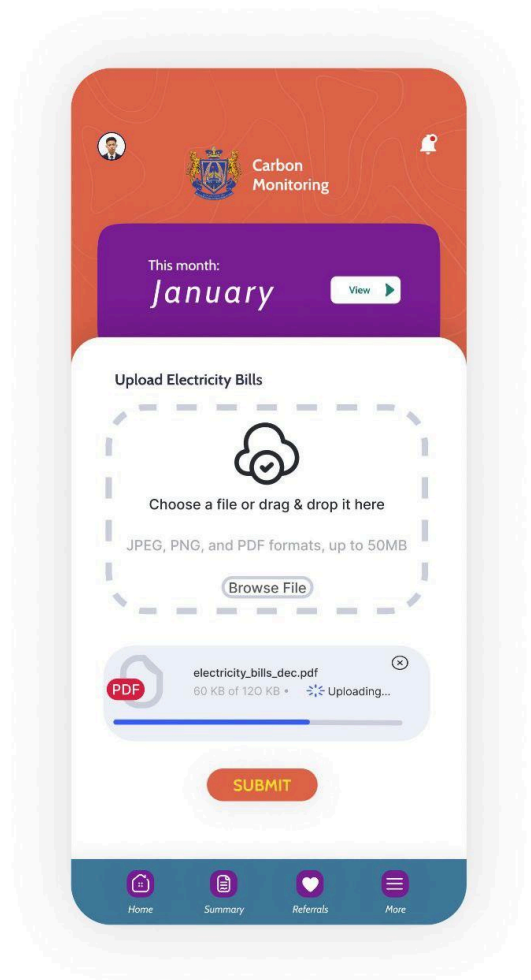 Carbon
Monitoring
This month:
January
View
Upload Electricity Bills
Choose a file or drag & drop it here
JPEG, PNG, and PDF formats, up to 50MB
Browse File
PDF
electricity_bills_dec.pdf
60 KB of 120 KB • Uploading...
SUBMIT
Home Summary Referrals More